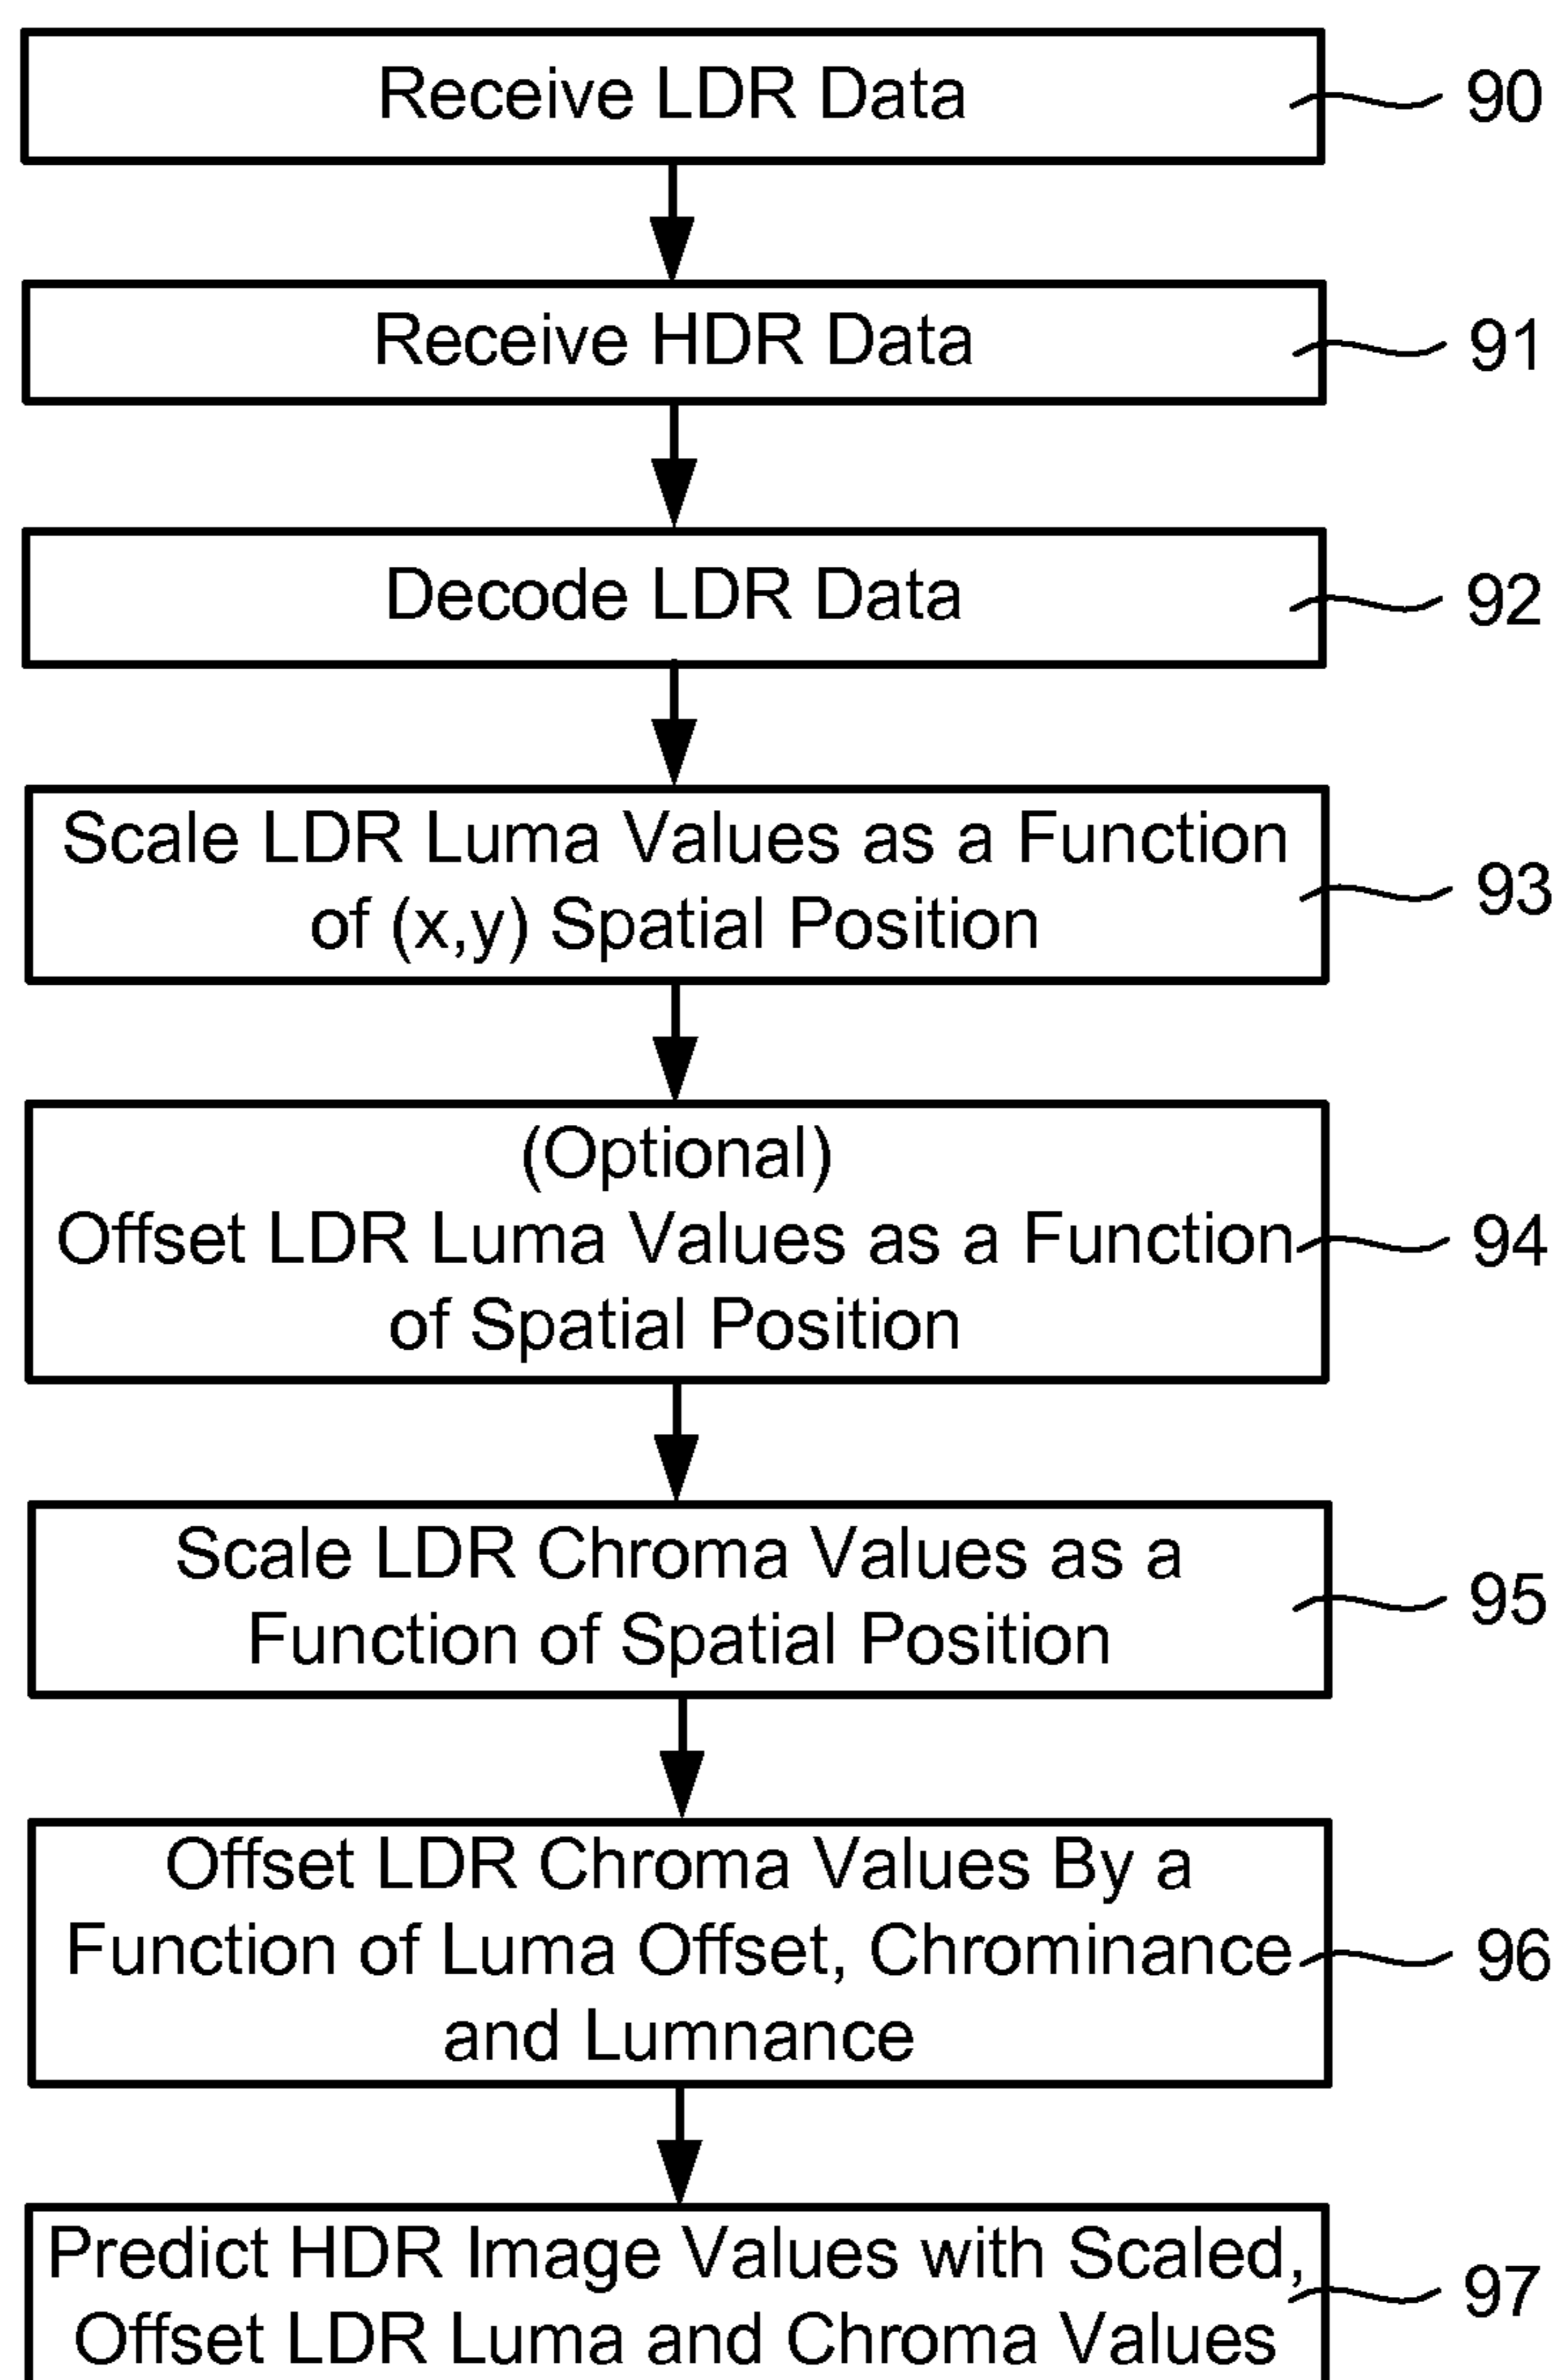 Receive LDR Data
90
Receive HDR Data
91
Decode LDR Data
92
Scale LDR Luma Values as a Function
of (x,y) Spatial Position
93
(Optional)
Offset LDR Luma Values as a Function
of Spatial Position
94
Scale LDR Chroma Values as a
Function of Spatial Position
95
Offset LDR Chroma Values By a
Function of Luma Offset, Chrominance
and Lumnance
96
Predict HDR Image Values with Scaled,
Offset LDR Luma and Chroma Values
97